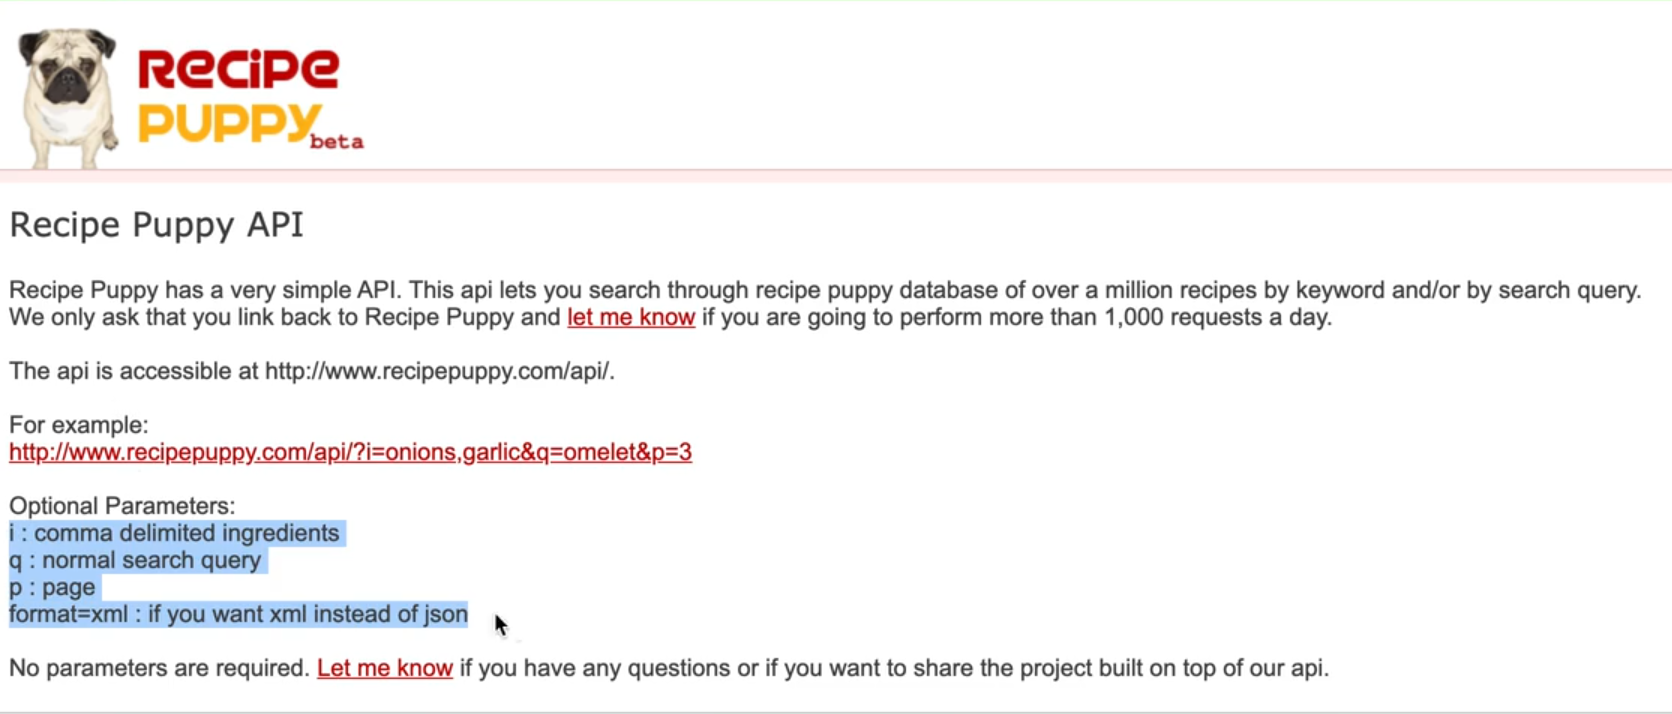 Recipe
Puppy
beta
Recipe Puppy API
Recipe Puppy has a very simple API. This api lets you search through recipe puppy database of over a million recipes by keyword and/or by search query.
We only ask that you link back to Recipe Puppy and let me know if you are going to perform more than 1,000 requests a day.
The api is accessible at http://www.recipepuppy.com/api/.
For example:
http://www.recipepuppy.com/api/?i=onions,garlic&q=omelet&p=3
Optional Parameters:
i : comma delimited ingredients
q : normal search query
p : page
format=xml : if you want xml instead of json
No parameters are required. Let me know if you have any questions or if you want to share the project built on top of our api.